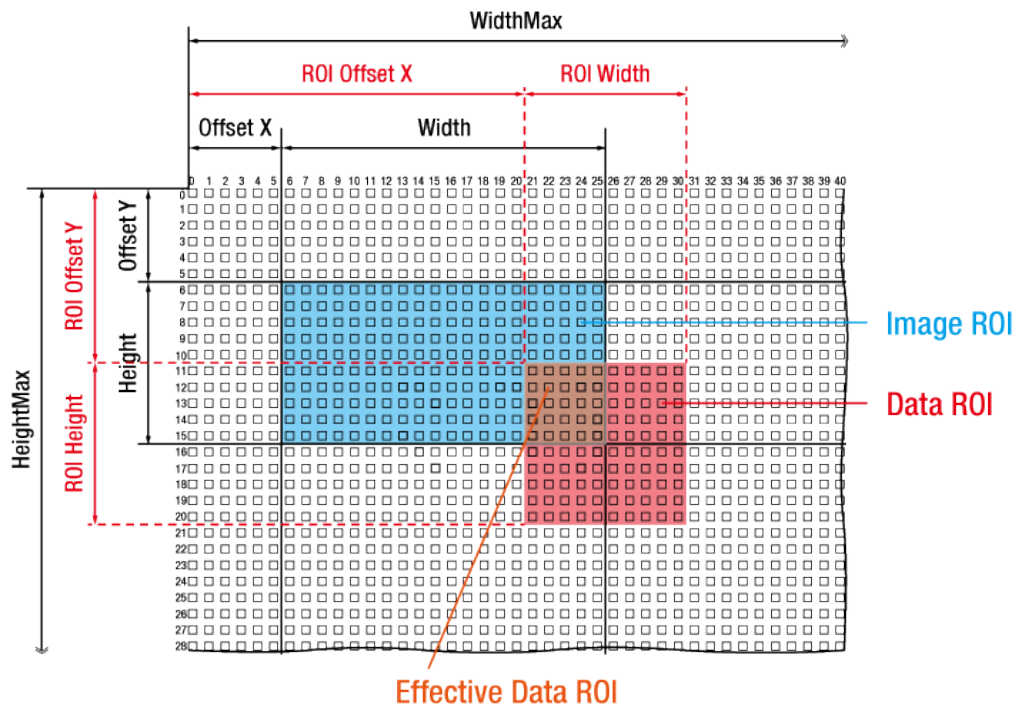 WidthMax
ROI Offset X
ROI Width
Offset X
Width
0 1 2 3 4 5 6 7 8 9 10 11 12 13 14 15 16 17 18 19 20 21 22 23 24 25 26 27 28 29 30 31 32 33 34 35 36 37 38 39 40
HeightMax
ROI Offset Y
ROI Height
Offset Y
Height
0
1
2
3
4
5
6
7
8
9
10
11
12
13
14
15
16
17
18
19
20
21
22
23
24
25
26
27
28
Image ROI
Data ROI
Effective Data ROI